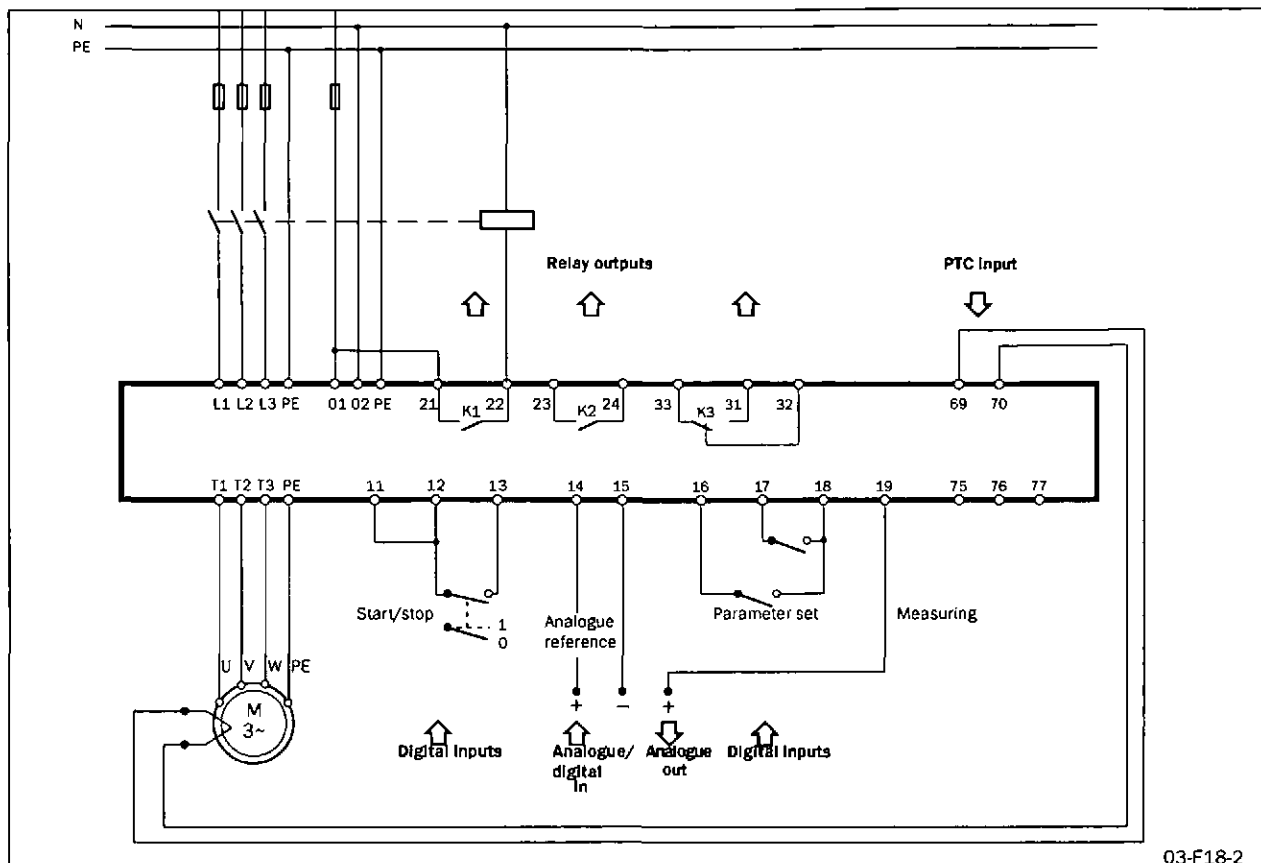 N
PE
Relay outputs
PTC input
L1 L2 L3 PE 01 02 PE 21 22 23 24 33 31 32 69 70
K1 K2 K3
T1 T2 T3 PE 11 12 13 14 15 16 17 18 19 75 76 77
Start/stop
1
0
Analogue
reference
Parameter set
Measuring
U V W PE
M
3~
+ − +
Digital inputs
Analogue/
digital
in
Analogue
out
Digital inputs
03-F18-2